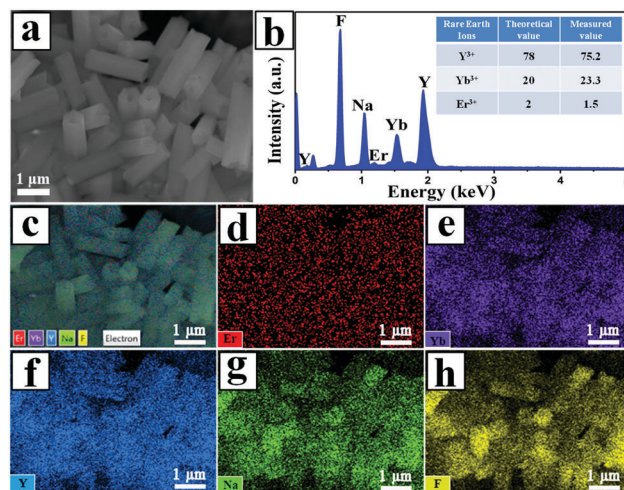 a
1 μm
b
Intensity (a.u.)
Y
F
Na
Er
Yb
Y
0 1 2 3 4
Energy (keV)
Rare Earth Ions Theoretical value Measured value
Y3+ 78 75.2
Yb3+ 20 23.3
Er3+ 2 1.5
c
Er Yb Y Na F Electron
1 μm
d
Er
1 μm
e
Yb
1 μm
f
Y
1 μm
g
Na
1 μm
h
F
1 μm